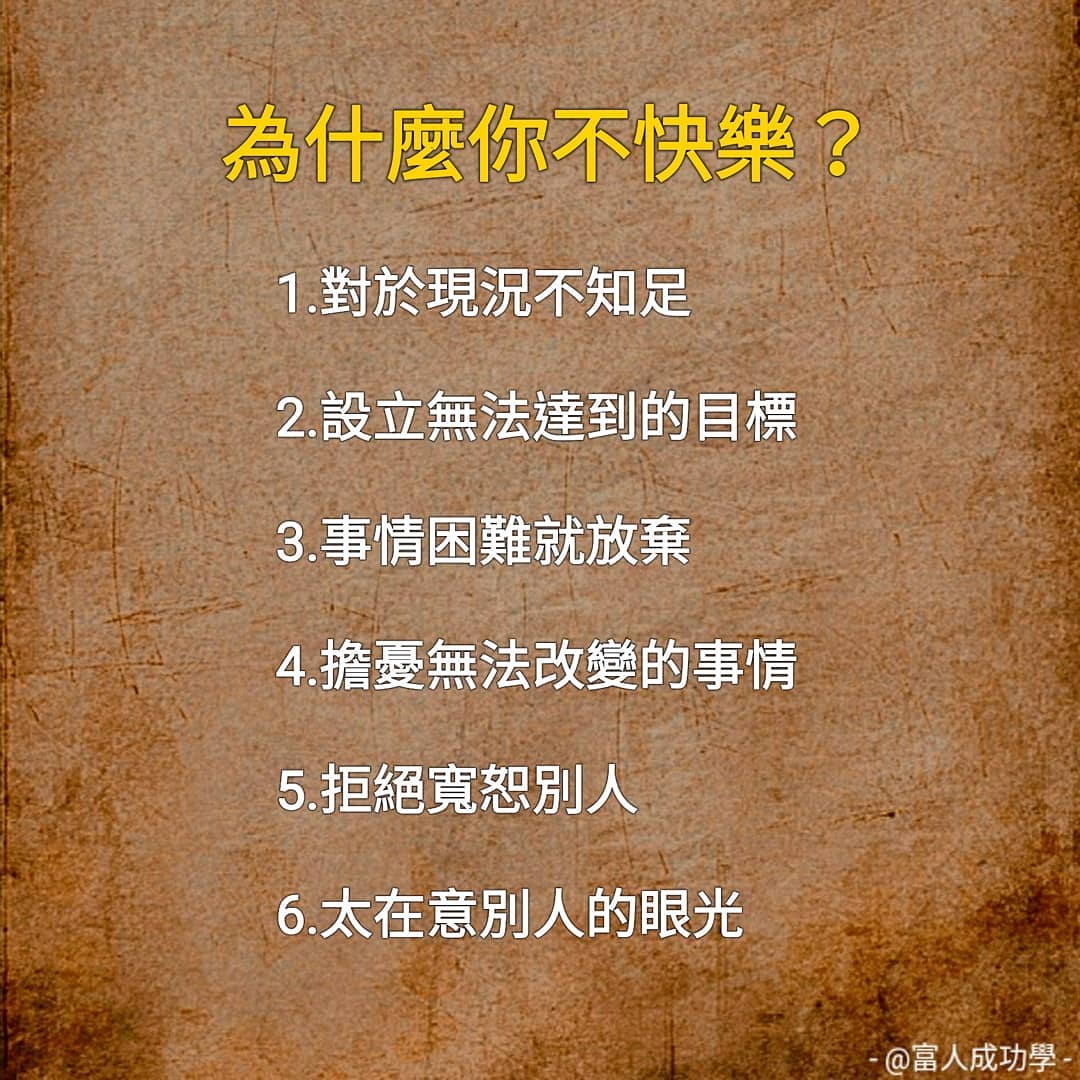 為什麼你不快樂？
1.對於現況不知足
2.設立無法達到的目標
3.事情困難就放棄
4.擔憂無法改變的事情
5.拒絕寬恕別人
6.太在意別人的眼光
- @富人成功學 -